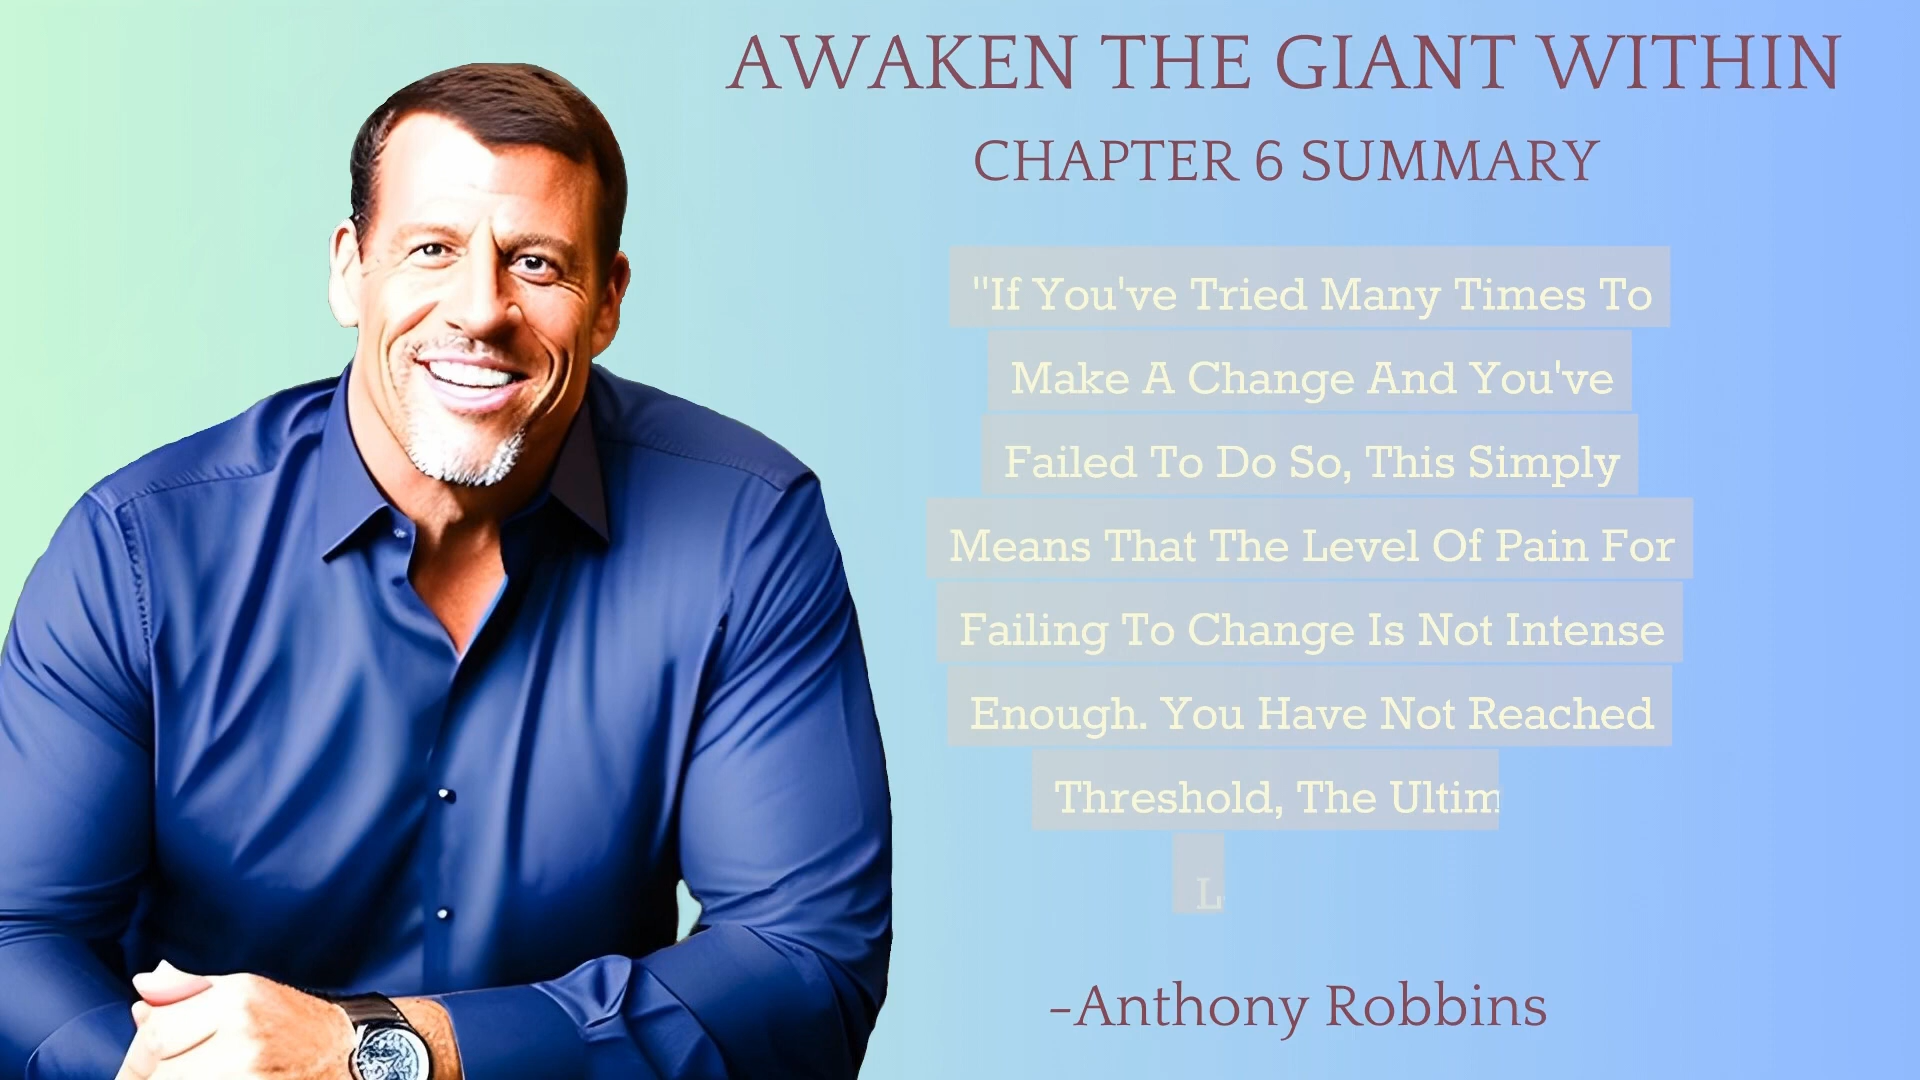 AWAKEN THE GIANT WITHIN
CHAPTER 6 SUMMARY
"If You've Tried Many Times To
Make A Change And You've
Failed To Do So, This Simply
Means That The Level Of Pain For
Failing To Change Is Not Intense
Enough. You Have Not Reached
Threshold, The Ultim
L
-Anthony Robbins